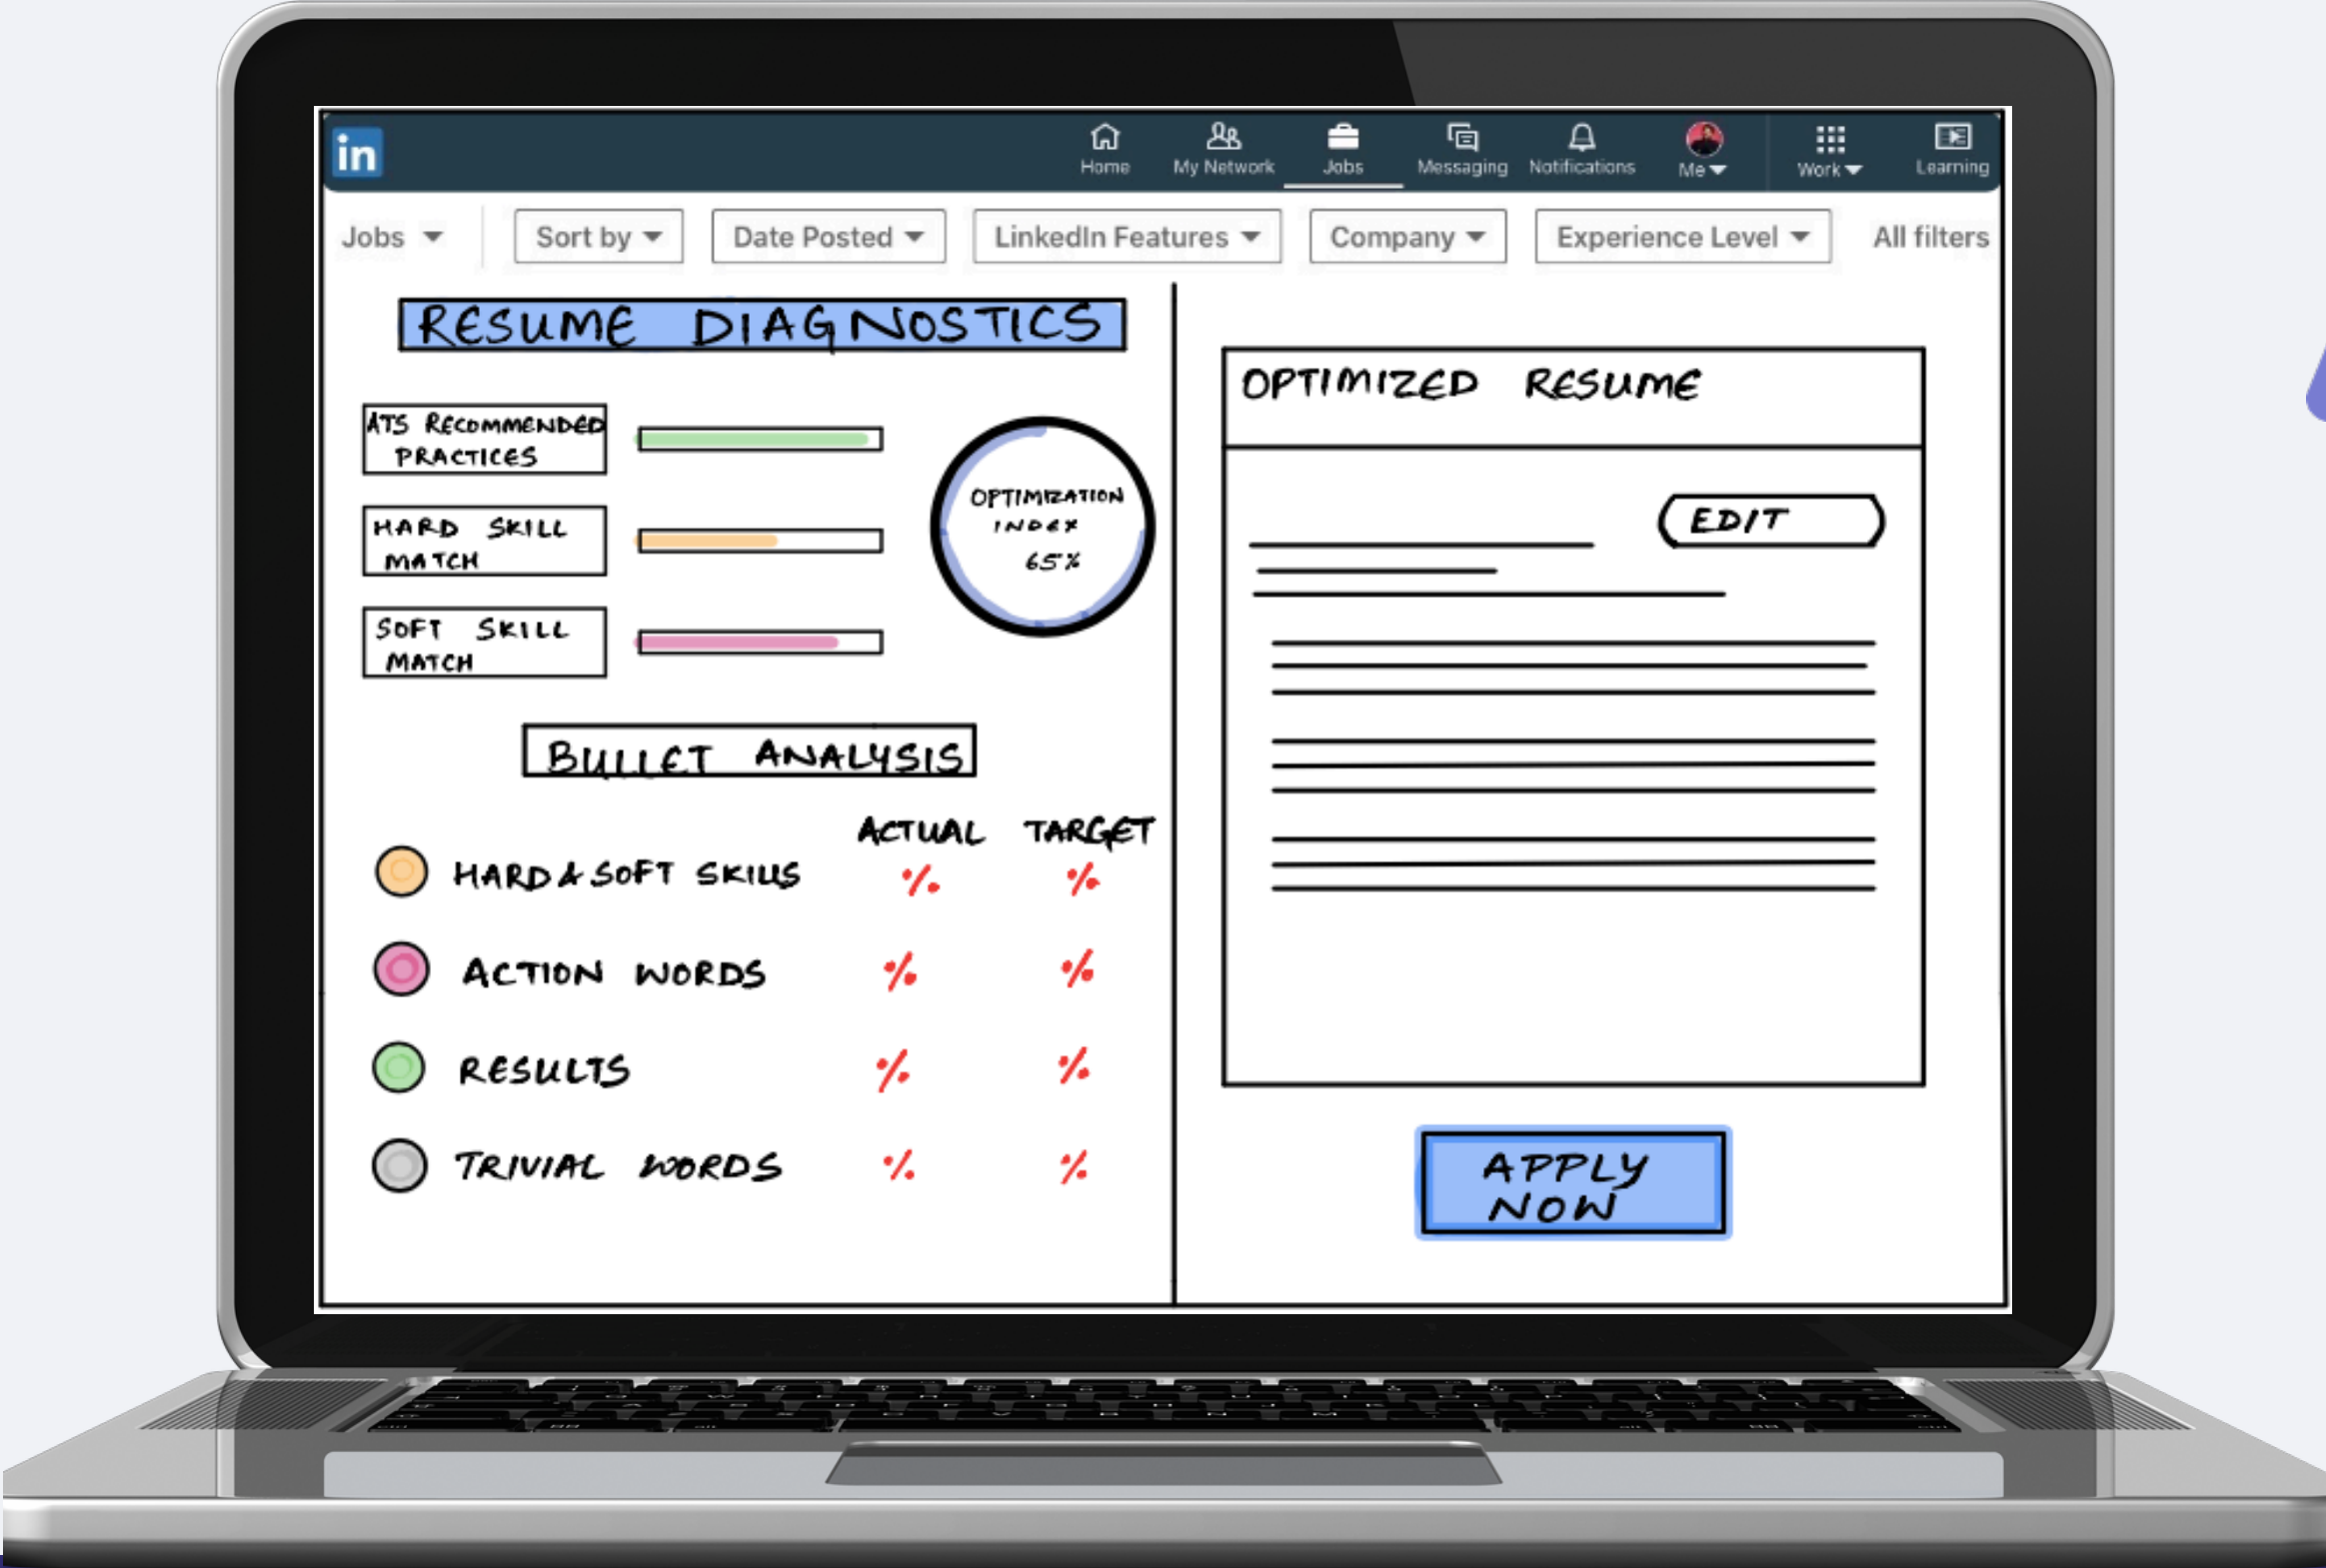 in
Home
My Network
Jobs
Messaging
Notifications
Me
Work
Learning
Jobs
Sort by
Date Posted
LinkedIn Features
Company
Experience Level
All filters
RESUME DIAGNOSTICS
ATS RECOMMENDED
PRACTICES
HARD SKILL
MATCH
SOFT SKILL
MATCH
OPTIMIZATION
INDEX
65%
BULLET ANALYSIS
ACTUAL TARGET
HARD & SOFT SKILLS % %
ACTION WORDS % %
RESULTS % %
TRIVIAL WORDS % %
OPTIMIZED RESUME
EDIT
APPLY
NOW